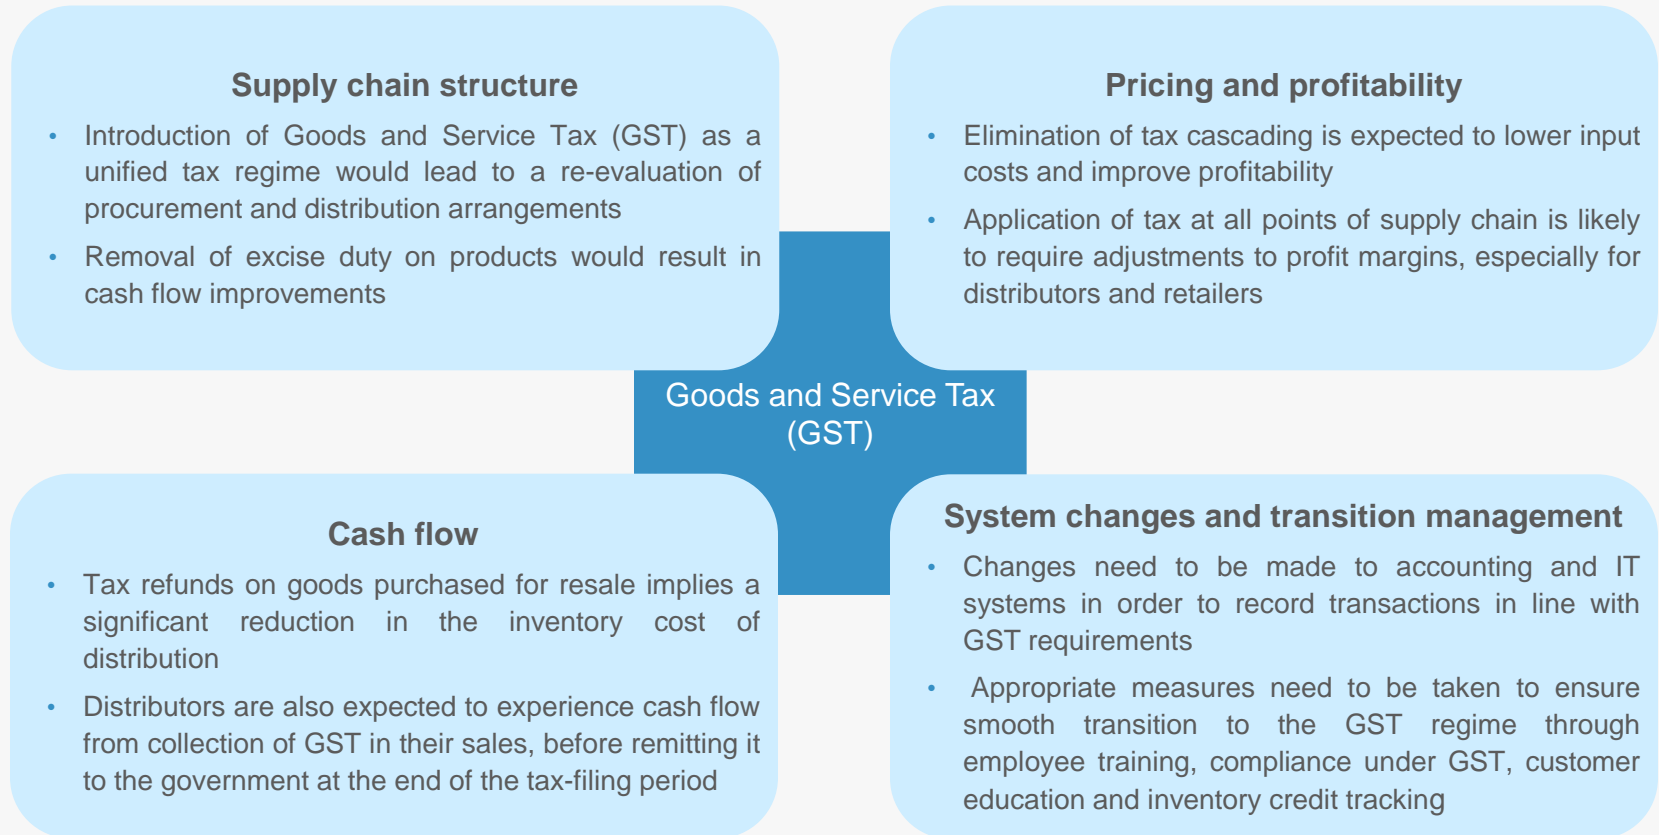 Supply chain structure
• Introduction of Goods and Service Tax (GST) as a
unified tax regime would lead to a re-evaluation of
procurement and distribution arrangements
• Removal of excise duty on products would result in
cash flow improvements
Pricing and profitability
• Elimination of tax cascading is expected to lower input
costs and improve profitability
• Application of tax at all points of supply chain is likely
to require adjustments to profit margins, especially for
distributors and retailers
Goods and Service Tax
(GST)
Cash flow
• Tax refunds on goods purchased for resale implies a
significant reduction in the inventory cost of
distribution
• Distributors are also expected to experience cash flow
from collection of GST in their sales, before remitting it
to the government at the end of the tax-filing period
System changes and transition management
• Changes need to be made to accounting and IT
systems in order to record transactions in line with
GST requirements
• Appropriate measures need to be taken to ensure
smooth transition to the GST regime through
employee training, compliance under GST, customer
education and inventory credit tracking